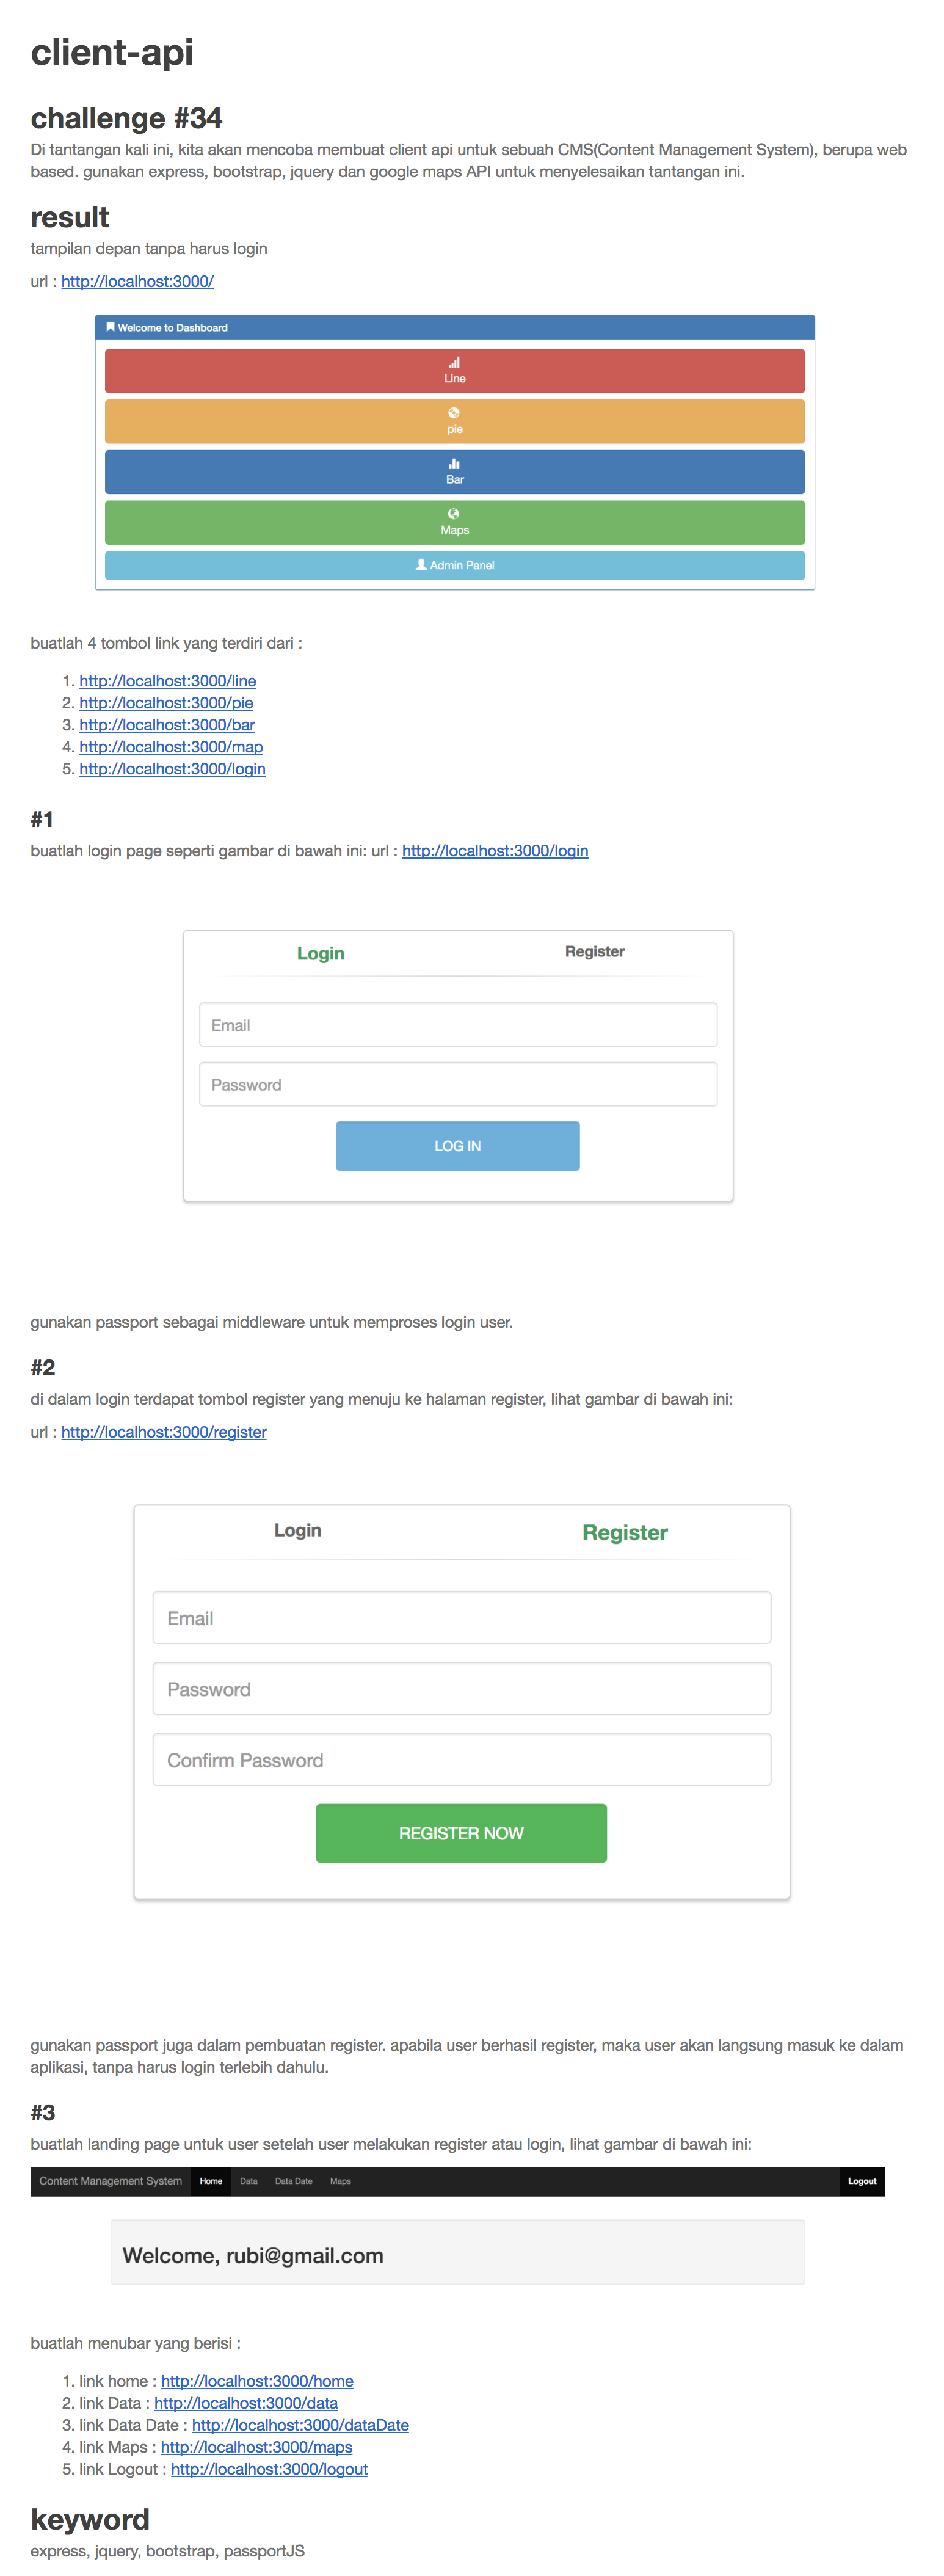 client-api
challenge #34
Di tantangan kali ini, kita akan mencoba membuat client api untuk sebuah CMS(Content Management System), berupa web
based. gunakan express, bootstrap, jquery dan google maps API untuk menyelesaikan tantangan ini.
result
tampilan depan tanpa harus login
url : http://localhost:3000/
Welcome to Dashboard
Line
pie
Bar
Maps
Admin Panel
buatlah 4 tombol link yang terdiri dari :
1. http://localhost:3000/line
2. http://localhost:3000/pie
3. http://localhost:3000/bar
4. http://localhost:3000/map
5. http://localhost:3000/login
#1
buatlah login page seperti gambar di bawah ini: url : http://localhost:3000/login
Login Register
Email
Password
LOG IN
gunakan passport sebagai middleware untuk memproses login user.
#2
di dalam login terdapat tombol register yang menuju ke halaman register, lihat gambar di bawah ini:
url : http://localhost:3000/register
Login Register
Email
Password
Confirm Password
REGISTER NOW
gunakan passport juga dalam pembuatan register. apabila user berhasil register, maka user akan langsung masuk ke dalam
aplikasi, tanpa harus login terlebih dahulu.
#3
buatlah landing page untuk user setelah user melakukan register atau login, lihat gambar di bawah ini:
Content Management System Home Data Data Date Maps Logout
Welcome, rubi@gmail.com
buatlah menubar yang berisi :
1. link home : http://localhost:3000/home
2. link Data : http://localhost:3000/data
3. link Data Date : http://localhost:3000/dataDate
4. link Maps : http://localhost:3000/maps
5. link Logout : http://localhost:3000/logout
keyword
express, jquery, bootstrap, passportJS